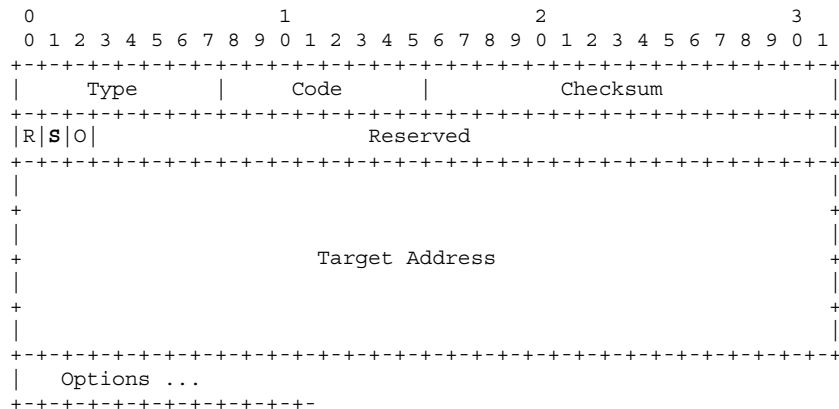 0                   1                   2                   3
 0 1 2 3 4 5 6 7 8 9 0 1 2 3 4 5 6 7 8 9 0 1 2 3 4 5 6 7 8 9 0 1
+-+-+-+-+-+-+-+-+-+-+-+-+-+-+-+-+-+-+-+-+-+-+-+-+-+-+-+-+-+-+-+-+
|     Type      |     Code      |          Checksum             |
+-+-+-+-+-+-+-+-+-+-+-+-+-+-+-+-+-+-+-+-+-+-+-+-+-+-+-+-+-+-+-+-+
|R|S|O|                     Reserved                            |
+-+-+-+-+-+-+-+-+-+-+-+-+-+-+-+-+-+-+-+-+-+-+-+-+-+-+-+-+-+-+-+-+
|                                                               |
+                                                               +
|                                                               |
+                       Target Address                          +
|                                                               |
+                                                               +
|                                                               |
+-+-+-+-+-+-+-+-+-+-+-+-+-+-+-+-+-+-+-+-+-+-+-+-+-+-+-+-+-+-+-+-+
|   Options ...
+-+-+-+-+-+-+-+-+-+-+-+-